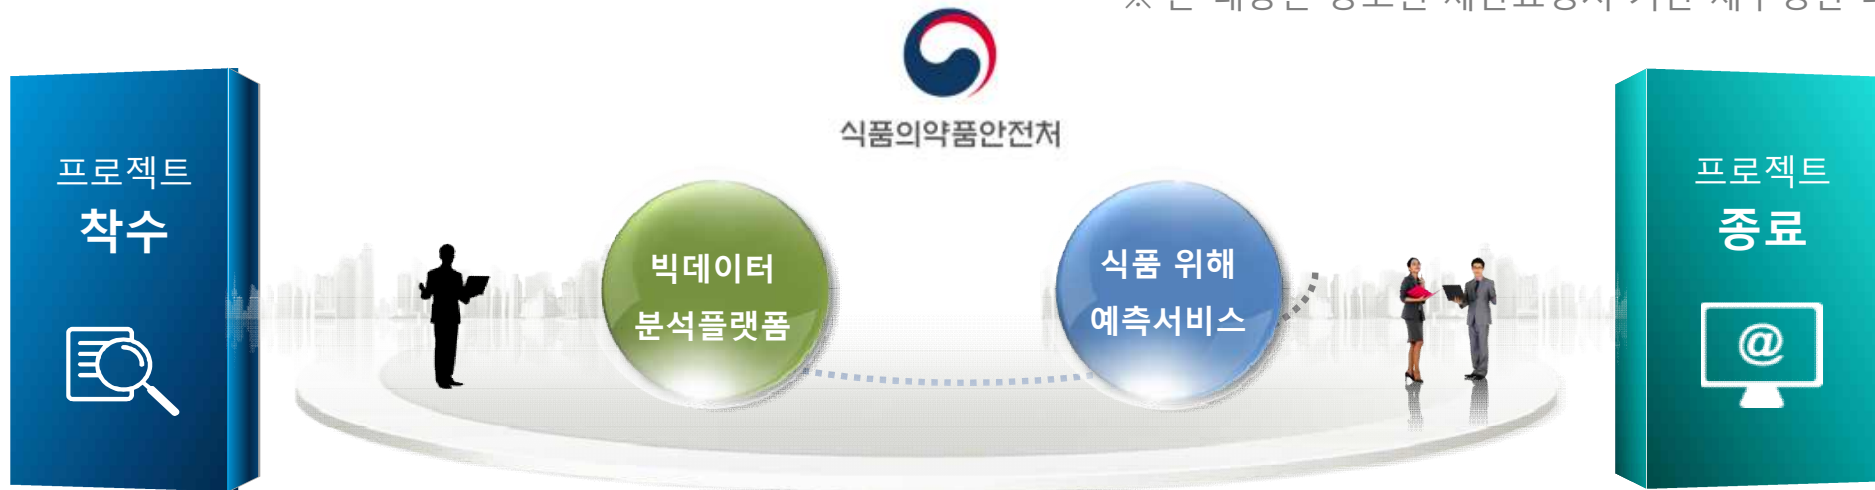 식품의약품안전처
프로젝트
착수
빅데이터
분석플랫폼
식품 위해
예측서비스
프로젝트
종료
@